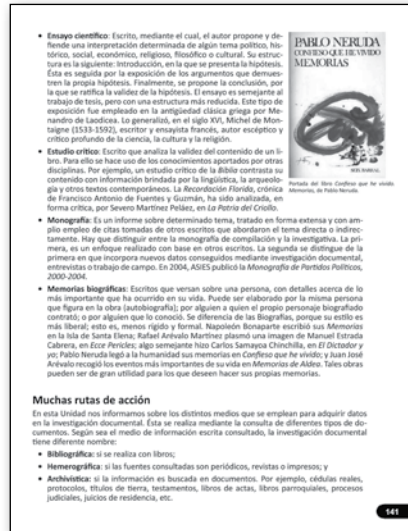 • Ensayo científico: Escrito, mediante el cual, el autor propone y de-
fiende una interpretación determinada de algún tema político, his-
tórico, social, económico, religioso, filosófico o cultural. Su estruc-
tura es la siguiente: Introducción, en la que se presenta la hipótesis.
Ésta es seguida por la exposición de los argumentos que demues-
tren la propia hipótesis. Finalmente, se propone la conclusión, por
la que se ratifica la validez de la hipótesis. El ensayo es semejante al
trabajo de tesis, pero con una estructura más reducida. Este tipo de
exposición fue empleado en la antigüedad clásica griega por Me-
nandro de Laodicea. Lo generalizó, en el siglo XVI, Michel de Mon-
taigne (1533-1592), escritor y ensayista francés, autor escéptico y
crítico profundo de la ciencia, la cultura y la religión.
PABLO NERUDA
CONFIESO QUE HE VIVIDO
MEMORIAS
SEIX BARRAL
Portada del libro Confieso que he vivido.
Memorias, de Pablo Neruda.
• Estudio crítico: Escrito que analiza la validez del contenido de un li-
bro. Para ello se hace uso de los conocimientos aportados por otras
disciplinas. Por ejemplo, un estudio crítico de la Biblia contrasta su
contenido con información brindada por la lingüística, la arqueolo-
gía y otros textos contemporáneos. La Recordación Florida, crónica
de Francisco Antonio de Fuentes y Guzmán, ha sido analizada, en
forma crítica, por Severo Martínez Peláez, en La Patria del Criollo.
• Monografía: Es un informe sobre determinado tema, tratado en forma extensa y con am-
plio empleo de citas tomadas de otros escritos que abordaron el tema directa o indirec-
tamente. Hay que distinguir entre la monografía de compilación y la investigativa. La pri-
mera, es un enfoque realizado con base en otros escritos. La segunda se distingue de la
primera en que incorpora nuevos datos conseguidos mediante investigación documental,
entrevistas o trabajo de campo. En 2004, ASIES publicó la Monografía de Partidos Políticos,
2000-2004.
• Memorias biográficas: Escritos que versan sobre una persona, con detalles acerca de lo
más importante que ha ocurrido en su vida. Puede ser elaborado por la misma persona
que figura en la obra (autobiografía); por alguien a quien el propio personaje biografiado
contrató; o por alguien que lo conoció. Se diferencia de las Biografías, porque su estilo es
más liberal; esto es, menos rígido y formal. Napoleón Bonaparte escribió sus Memorias
en la Isla de Santa Elena; Rafael Arévalo Martínez plasmó una imagen de Manuel Estrada
Cabrera, en Ecce Pericles; algo semejante hizo Carlos Samayoa Chinchilla, en El Dictador y
yo; Pablo Neruda legó a la humanidad sus memorias en Confieso que he vivido; y Juan José
Arévalo recogió los eventos más importantes de su vida en Memorias de Aldea. Tales obras
pueden ser de gran utilidad para los que deseen hacer sus propias memorias.
Muchas rutas de acción
En esta Unidad nos informamos sobre los distintos medios que se emplean para adquirir datos
en la investigación documental. Ésta se realiza mediante la consulta de diferentes tipos de do-
cumentos. Según sea el medio de información escrita consultado, la investigación documental
tiene diferente nombre:
• Bibliográfica: si se realiza con libros;
• Hemerográfica: si las fuentes consultadas son periódicos, revistas o impresos; y
• Archivística: si la información es buscada en documentos. Por ejemplo, cédulas reales,
protocolos, títulos de tierra, testamentos, libros de actas, libros parroquiales, procesos
judiciales, juicios de residencia, etc.
141